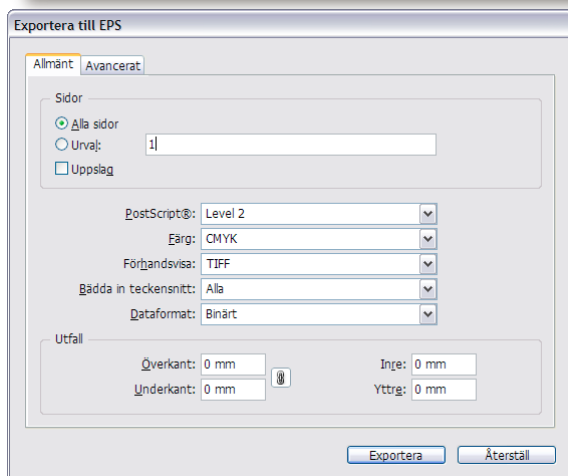 Exportera till EPS
Allmänt Avancerat
Sidor
Alla sidor
Urval: 1
Uppslag
PostScript®: Level 2
Färg: CMYK
Förhandsvisa: TIFF
Bädda in teckensnitt: Alla
Dataformat: Binärt
Utfall
Överkant: 0 mm Inre: 0 mm
Underkant: 0 mm Yttre: 0 mm
Exportera Återställ